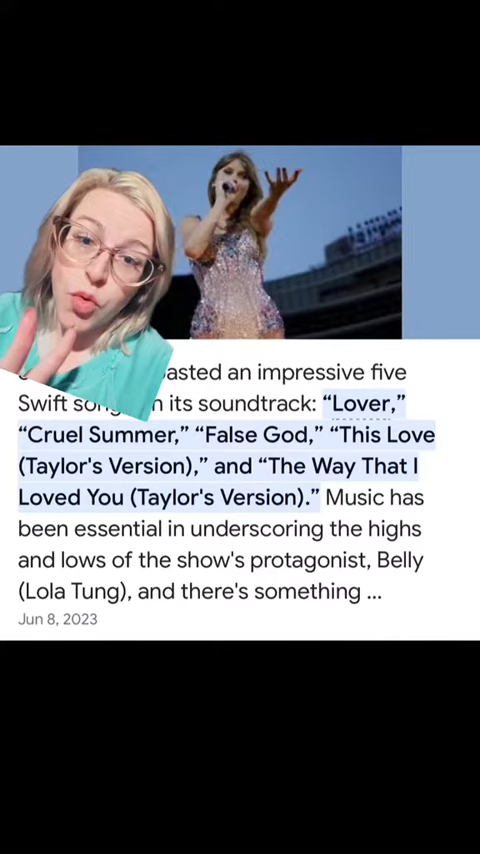 asted an impressive five
Swift in its soundtrack: “Lover,”
“Cruel Summer,” “False God,” “This Love
(Taylor's Version),” and “The Way That I
Loved You (Taylor's Version).” Music has
been essential in underscoring the highs
and lows of the show's protagonist, Belly
(Lola Tung), and there's something ...
Jun 8, 2023